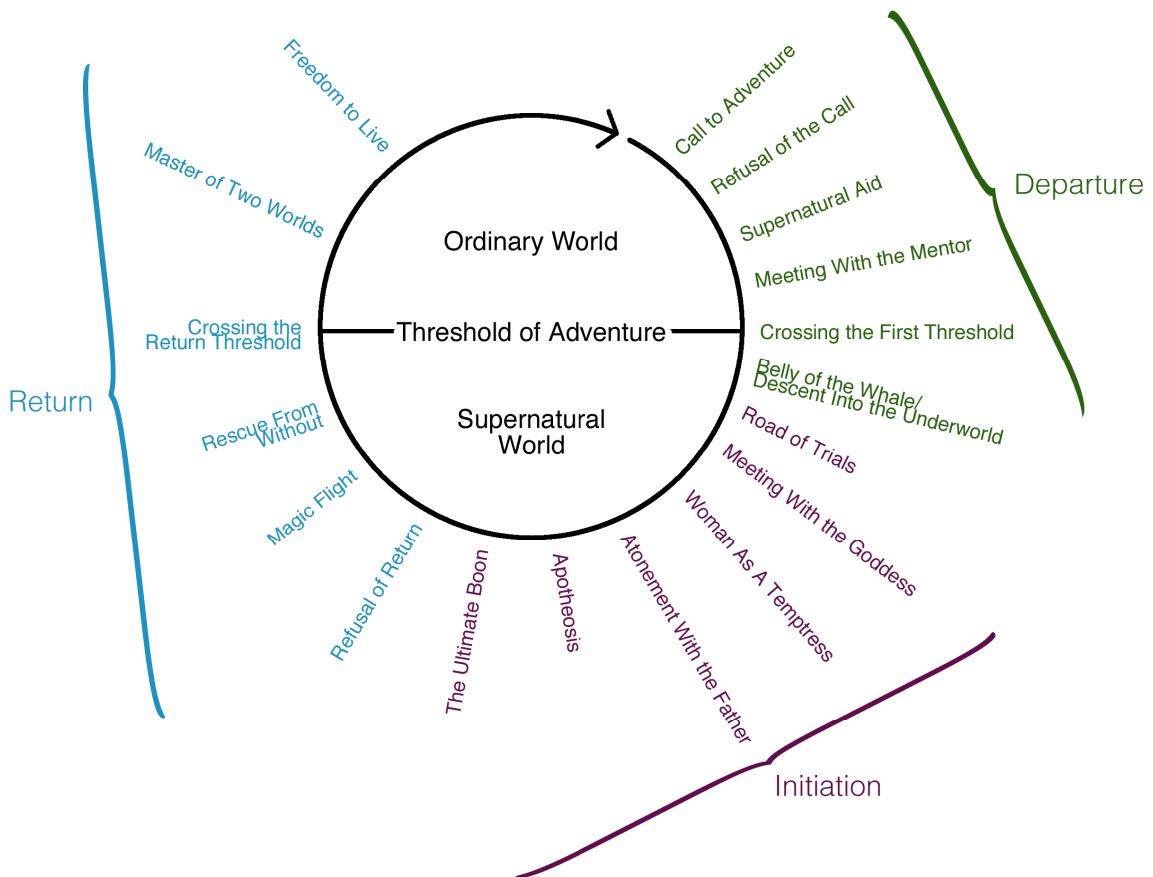 Call to Adventure
Refusal of the Call
Supernatural Aid
Meeting With the Mentor
Crossing the First Threshold
Belly of the Whale/
Descent Into the Underworld
Departure
Road of Trials
Meeting With the Goddess
Woman As A Temptress
Atonement With the Father
Apotheosis
The Ultimate Boon
Initiation
Refusal of Return
Magic Flight
Rescue From
Without
Crossing the
Return Threshold
Master of Two Worlds
Freedom to Live
Return
Ordinary World
Threshold of Adventure
Supernatural
World